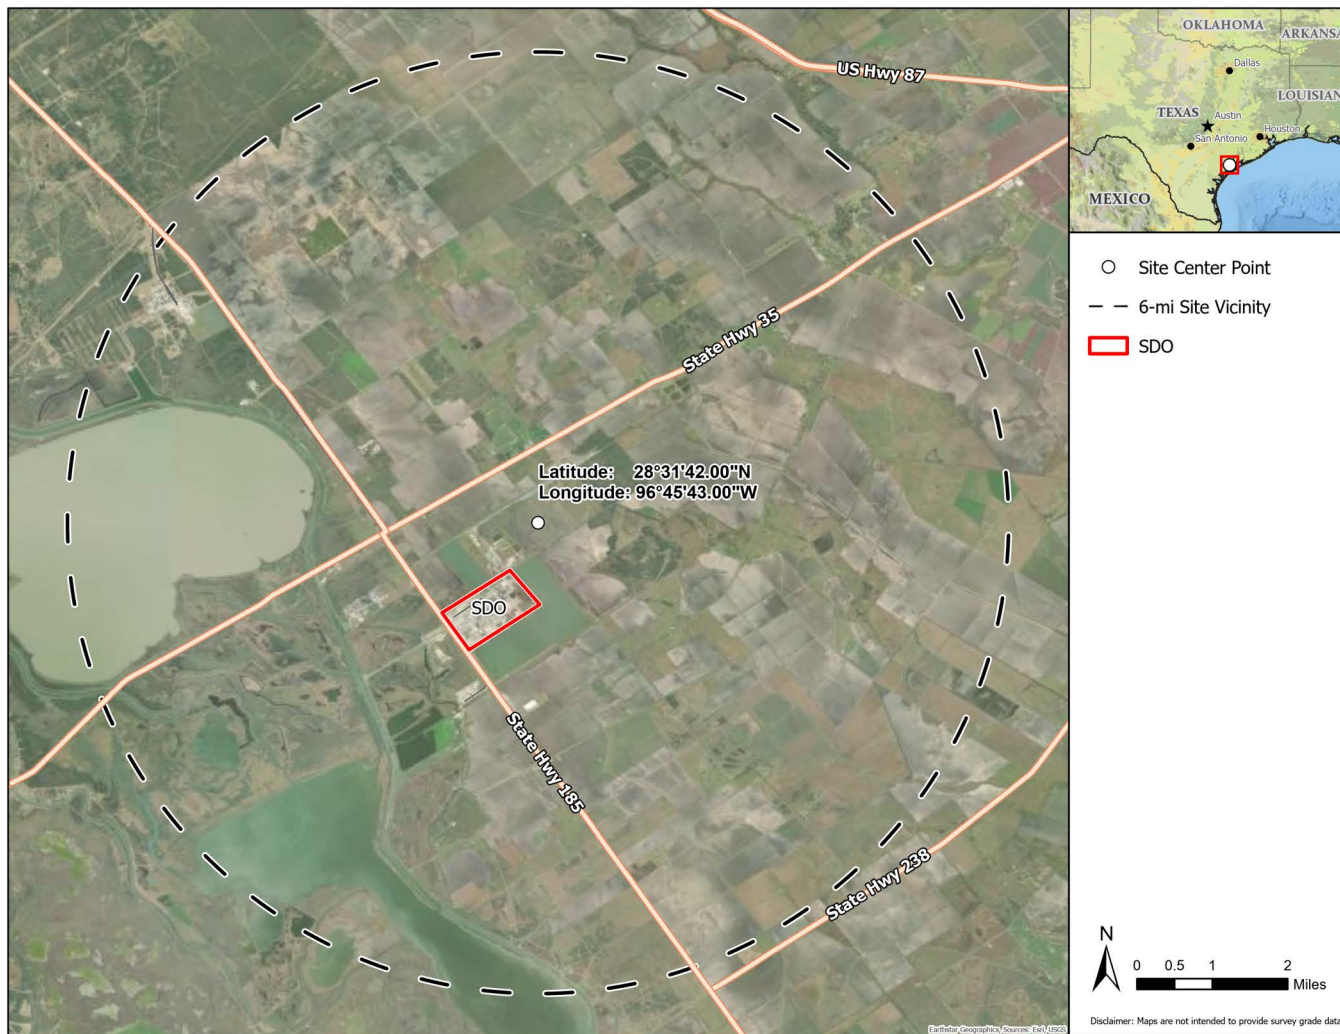 US Hwy 87
State Hwy 35
Latitude: 28°31'42.00"N
Longitude: 96°45'43.00"W
SDO
State Hwy 185
State Hwy 238
Earthstar Geographics, Sources: Esri, USGS
OKLAHOMA
ARKANSA
Dallas
LOUISIAN
TEXAS
Austin
San Antonio
Houston
MEXICO
Site Center Point
6-mi Site Vicinity
SDO
N
0 0.5 1 2
Miles
Disclaimer: Maps are not intended to provide survey grade data